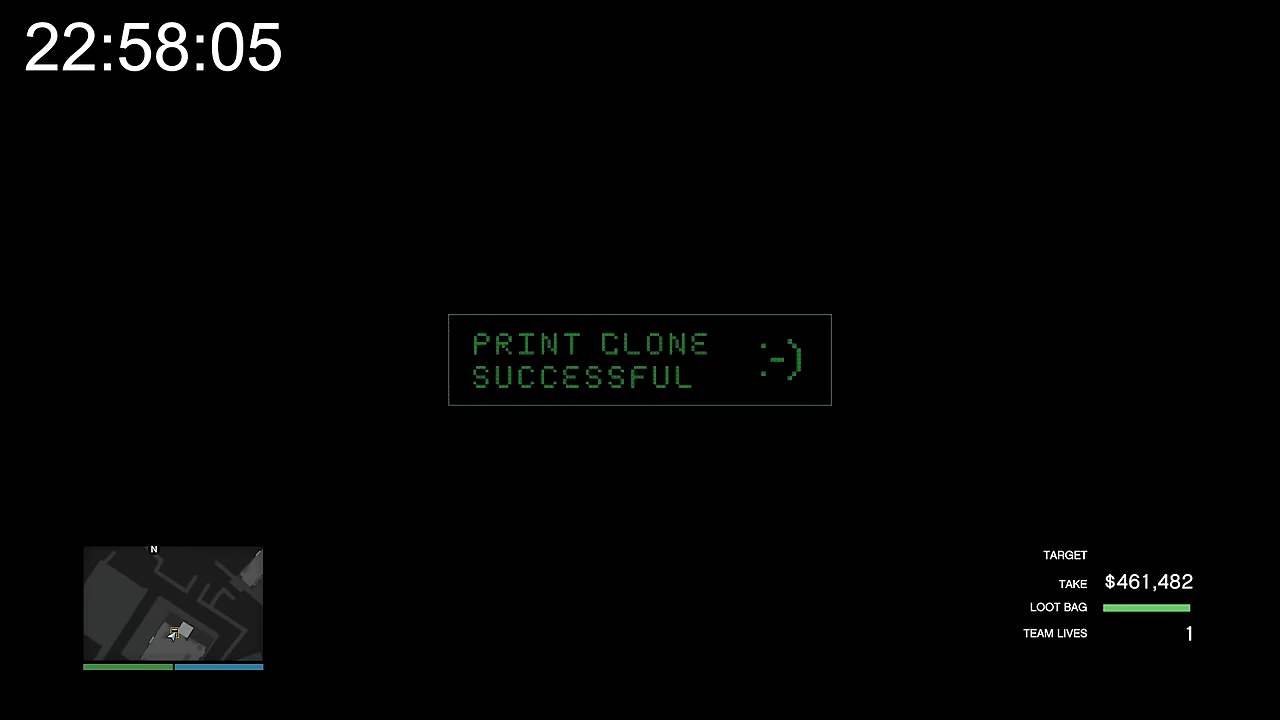 22:58:05
PRINT CLONE
SUCCESSFUL
:-)
N
TARGET
TAKE $461,482
LOOT BAG
TEAM LIVES 1